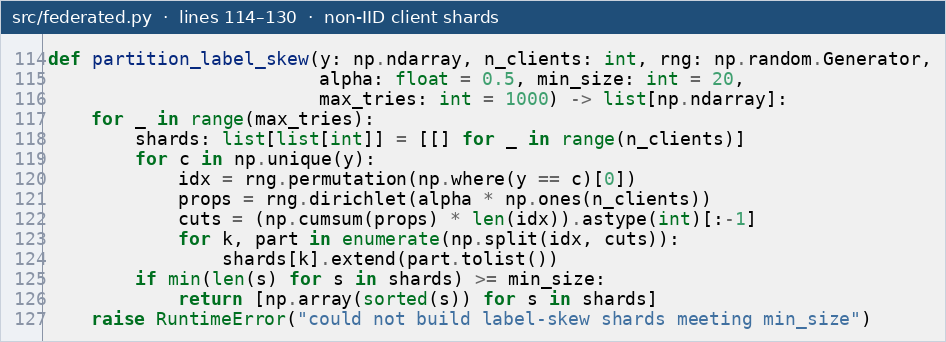 src/federated.py · lines 114–130 · non-IID client shards
114 def partition_label_skew(y: np.ndarray, n_clients: int, rng: np.random.Generator,
115                          alpha: float = 0.5, min_size: int = 20,
116                          max_tries: int = 1000) -> list[np.ndarray]:
117     for _ in range(max_tries):
118         shards: list[list[int]] = [[] for _ in range(n_clients)]
119         for c in np.unique(y):
120             idx = rng.permutation(np.where(y == c)[0])
121             props = rng.dirichlet(alpha * np.ones(n_clients))
122             cuts = (np.cumsum(props) * len(idx)).astype(int)[:-1]
123             for k, part in enumerate(np.split(idx, cuts)):
124                 shards[k].extend(part.tolist())
125         if min(len(s) for s in shards) >= min_size:
126             return [np.array(sorted(s)) for s in shards]
127     raise RuntimeError("could not build label-skew shards meeting min_size")